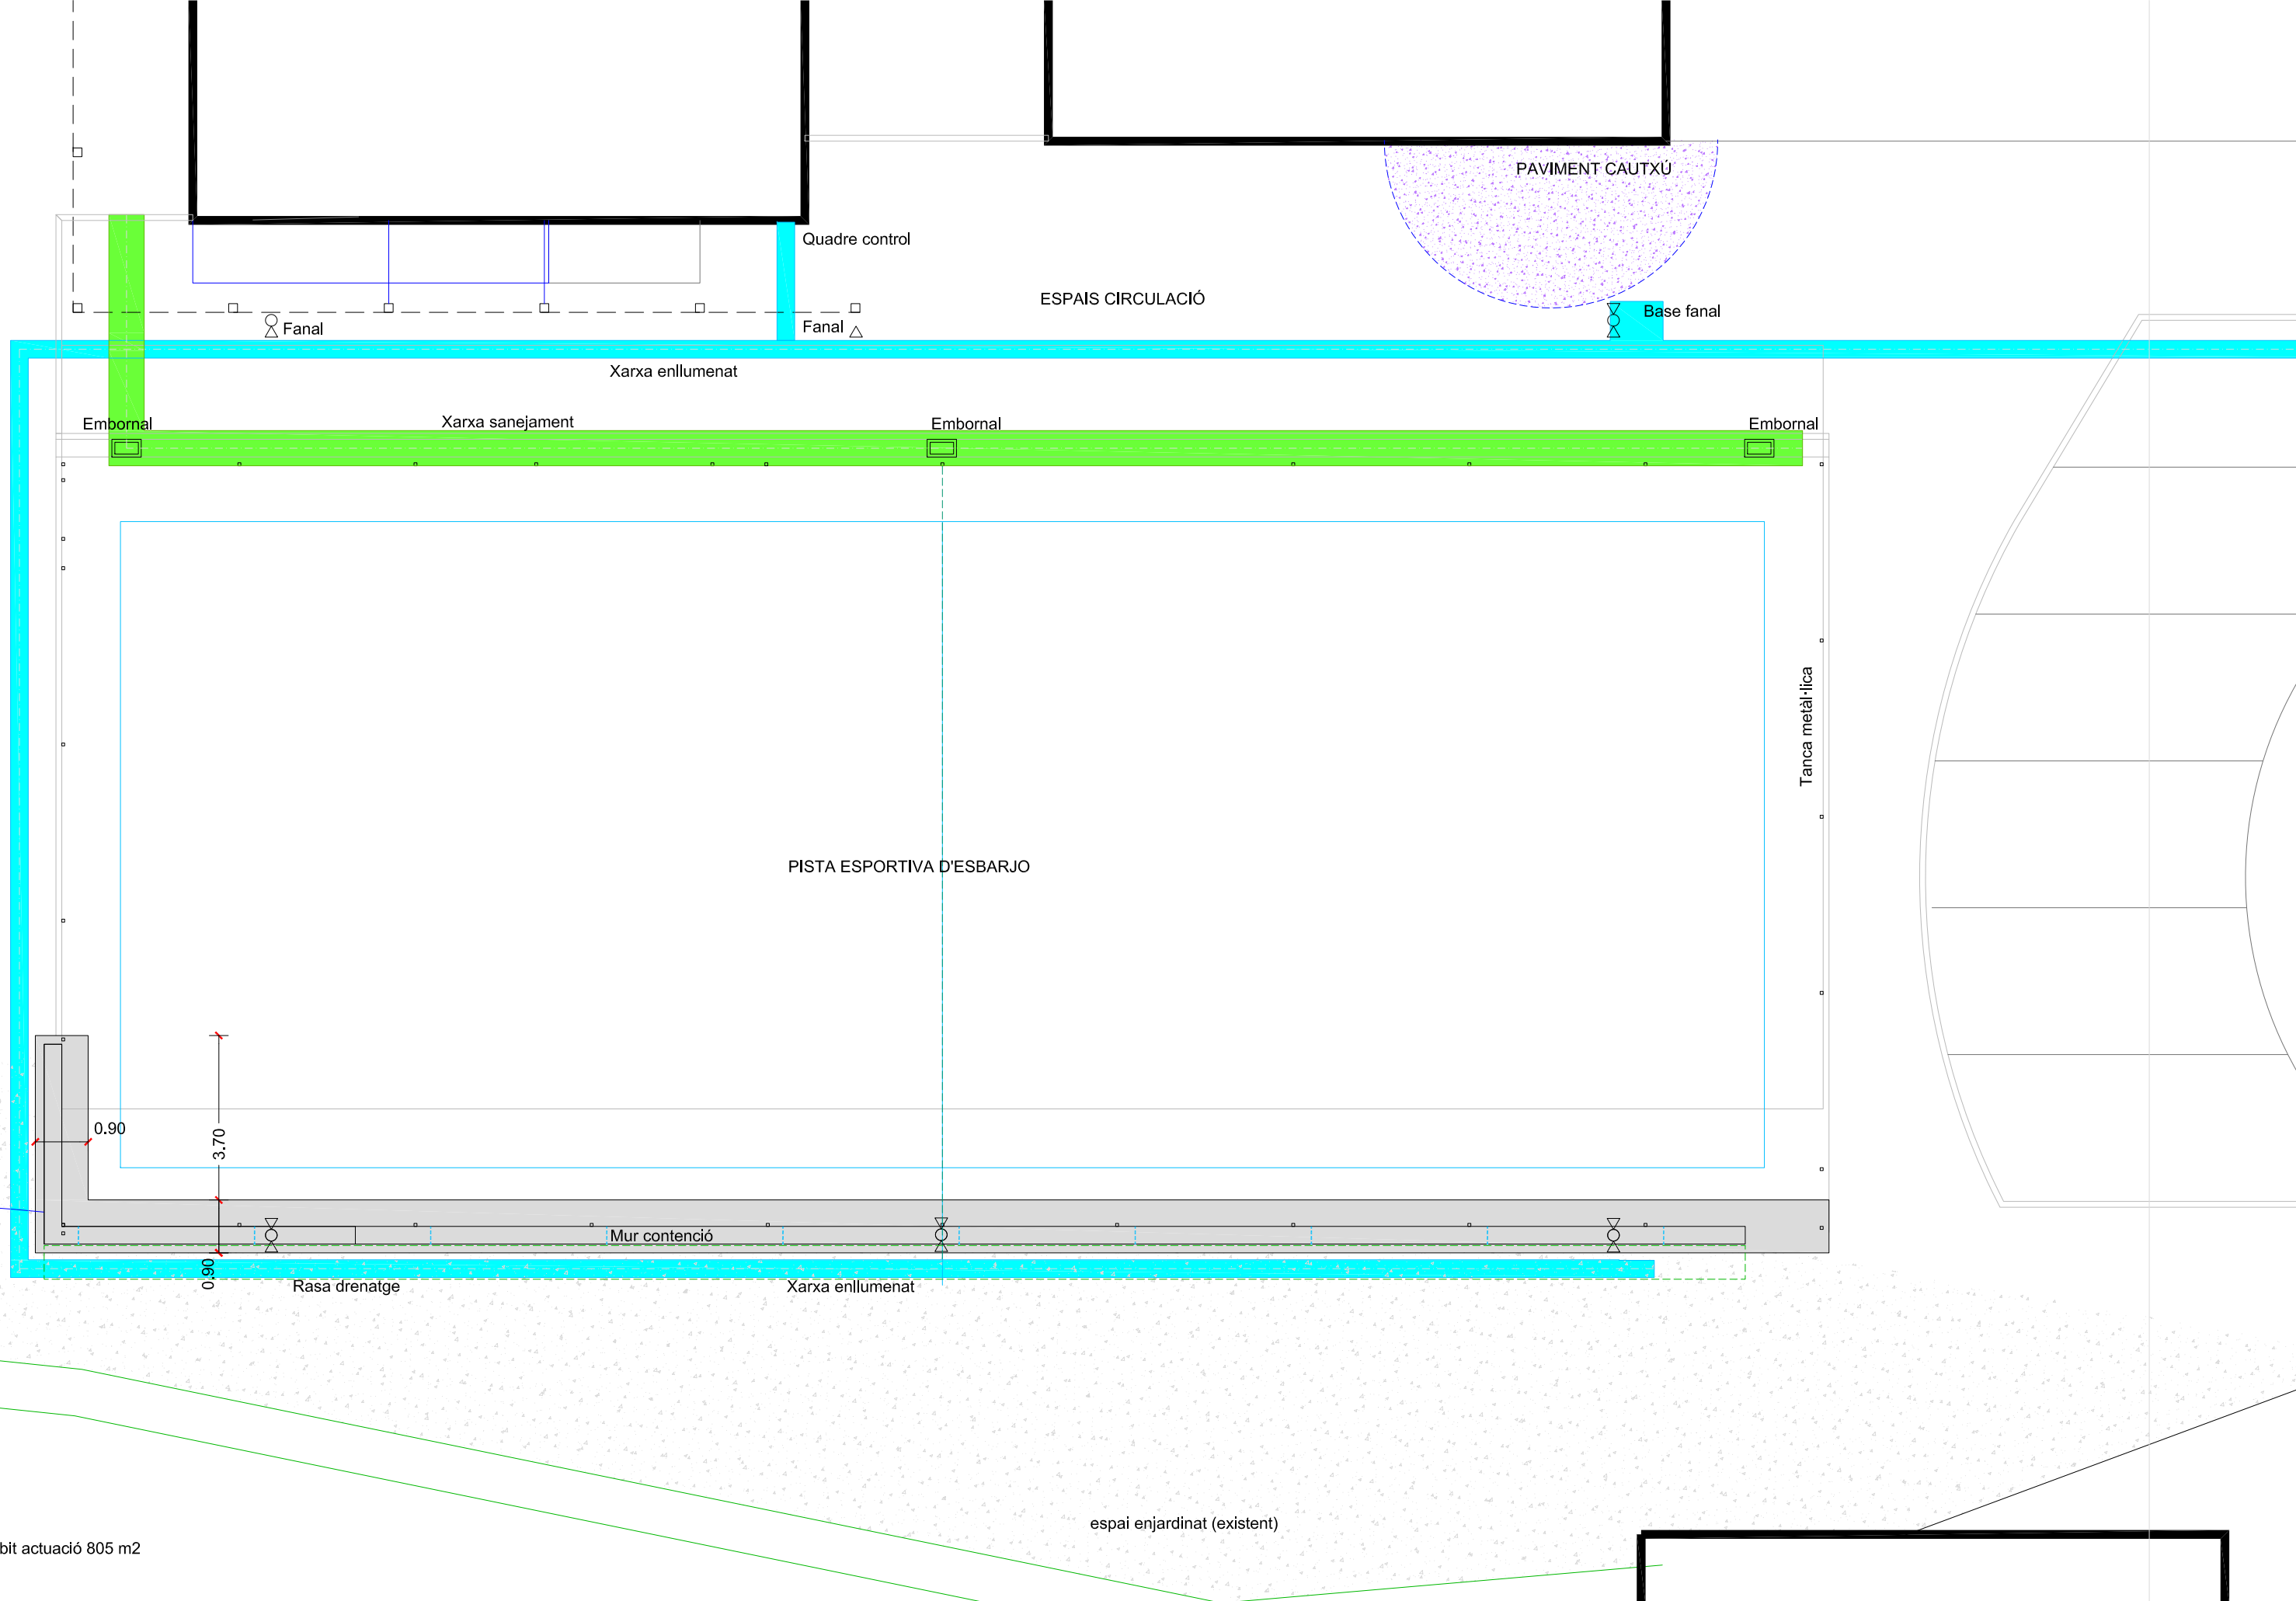 PAVIMENT CAUTXÚ
Quadre control
ESPAIS CIRCULACIÓ
Base fanal
Fanal
Fanal
Xarxa enllumenat
Embornal
Xarxa sanejament
Embornal
Embornal
Tanca metàl·lica
PISTA ESPORTIVA D'ESBARJO
0.90
3.70
Mur contenció
0.90
Rasa drenatge
Xarxa enllumenat
espai enjardinat (existent)
bit actuació 805 m2